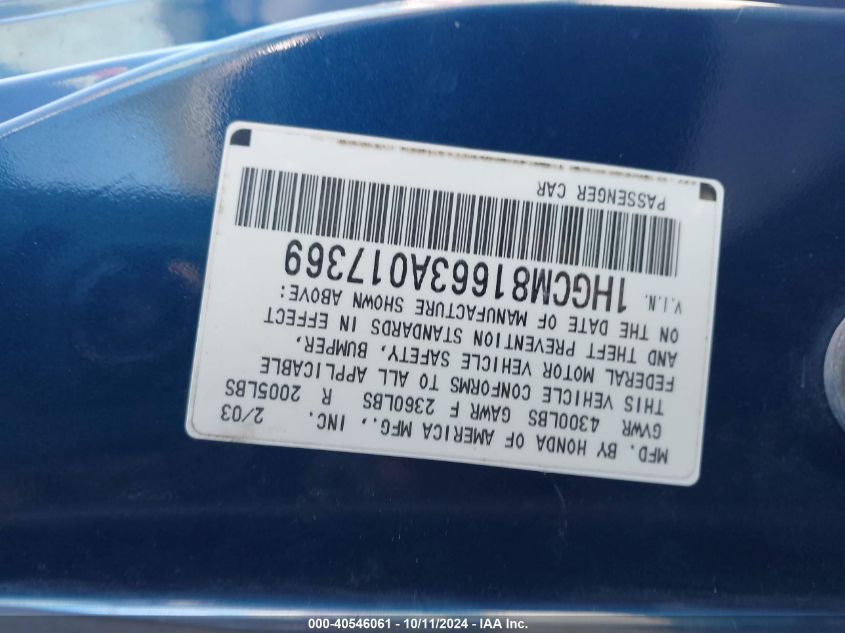 MFD. BY HONDA OF AMERICA MFG., INC. 2/03
GVWR 4300LBS GAWR F 2360LBS R 2005LBS
THIS VEHICLE CONFORMS TO ALL APPLICABLE
FEDERAL MOTOR VEHICLE SAFETY, BUMPER,
AND THEFT PREVENTION STANDARDS IN EFFECT
ON THE DATE OF MANUFACTURE SHOWN ABOVE:
V.I.N. 1HGCM81663A017369
PASSENGER CAR
000-40546061 - 10/11/2024 - IAA Inc.